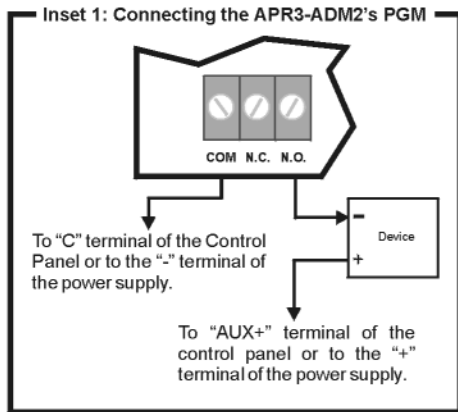 Inset 1: Connecting the APR3-ADM2's PGM
COM N.C. N.O.
To “C” terminal of the Control
Panel or to the “-” terminal of
the power supply.
–
Device
+
To “AUX+” terminal of the
control panel or to the “+”
terminal of the power supply.